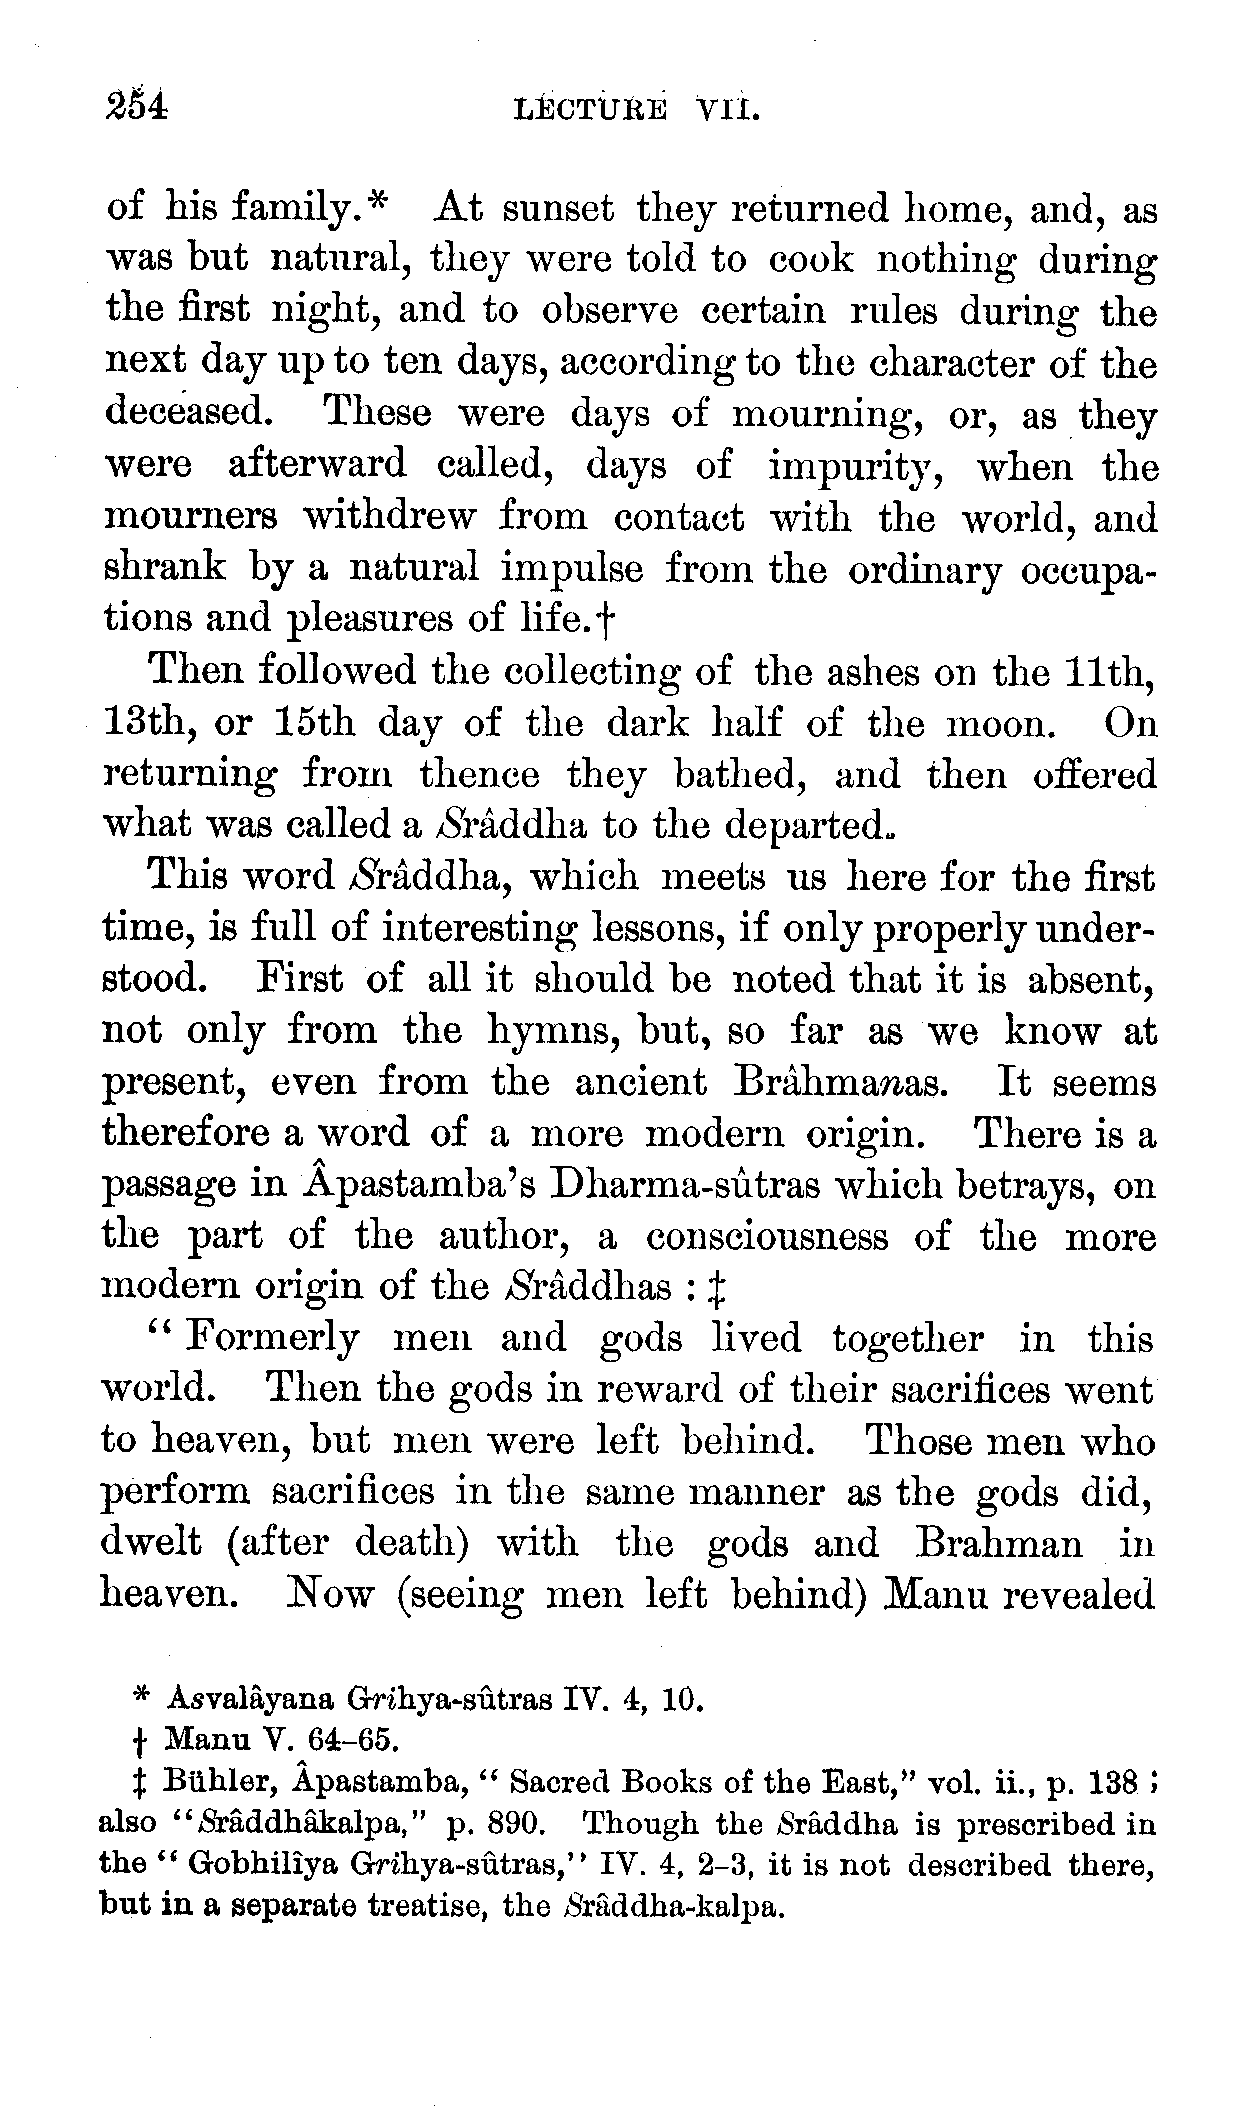 254 LECTURE VII.
of his family.* At sunset they returned home, and, as
was but natural, they were told to cook nothing during
the first night, and to observe certain rules during the
next day up to ten days, according to the character of the
deceased. These were days of mourning, or, as they
were afterward called, days of impurity, when the
mourners withdrew from contact with the world, and
shrank by a natural impulse from the ordinary occupa-
tions and pleasures of life.†
Then followed the collecting of the ashes on the 11th,
13th, or 15th day of the dark half of the moon. On
returning from thence they bathed, and then offered
what was called a Srâddha to the departed.
This word Srâddha, which meets us here for the first
time, is full of interesting lessons, if only properly under-
stood. First of all it should be noted that it is absent,
not only from the hymns, but, so far as we know at
present, even from the ancient Brâhmanas. It seems
therefore a word of a more modern origin. There is a
passage in Âpastamba's Dharma-sûtras which betrays, on
the part of the author, a consciousness of the more
modern origin of the Srâddhas : ‡
" Formerly men and gods lived together in this
world. Then the gods in reward of their sacrifices went
to heaven, but men were left behind. Those men who
perform sacrifices in the same manner as the gods did,
dwelt (after death) with the gods and Brahman in
heaven. Now (seeing men left behind) Manu revealed
* Asvalâyana Grihya-sûtras IV. 4, 10.
† Manu V. 64–65.
‡ Bühler, Âpastamba, " Sacred Books of the East," vol. ii., p. 138 ;
also "Srâddhâkalpa," p. 890. Though the Srâddha is prescribed in
the " Gobhilîya Grihya-sûtras," IV. 4, 2–3, it is not described there,
but in a separate treatise, the Srâddha-kalpa.